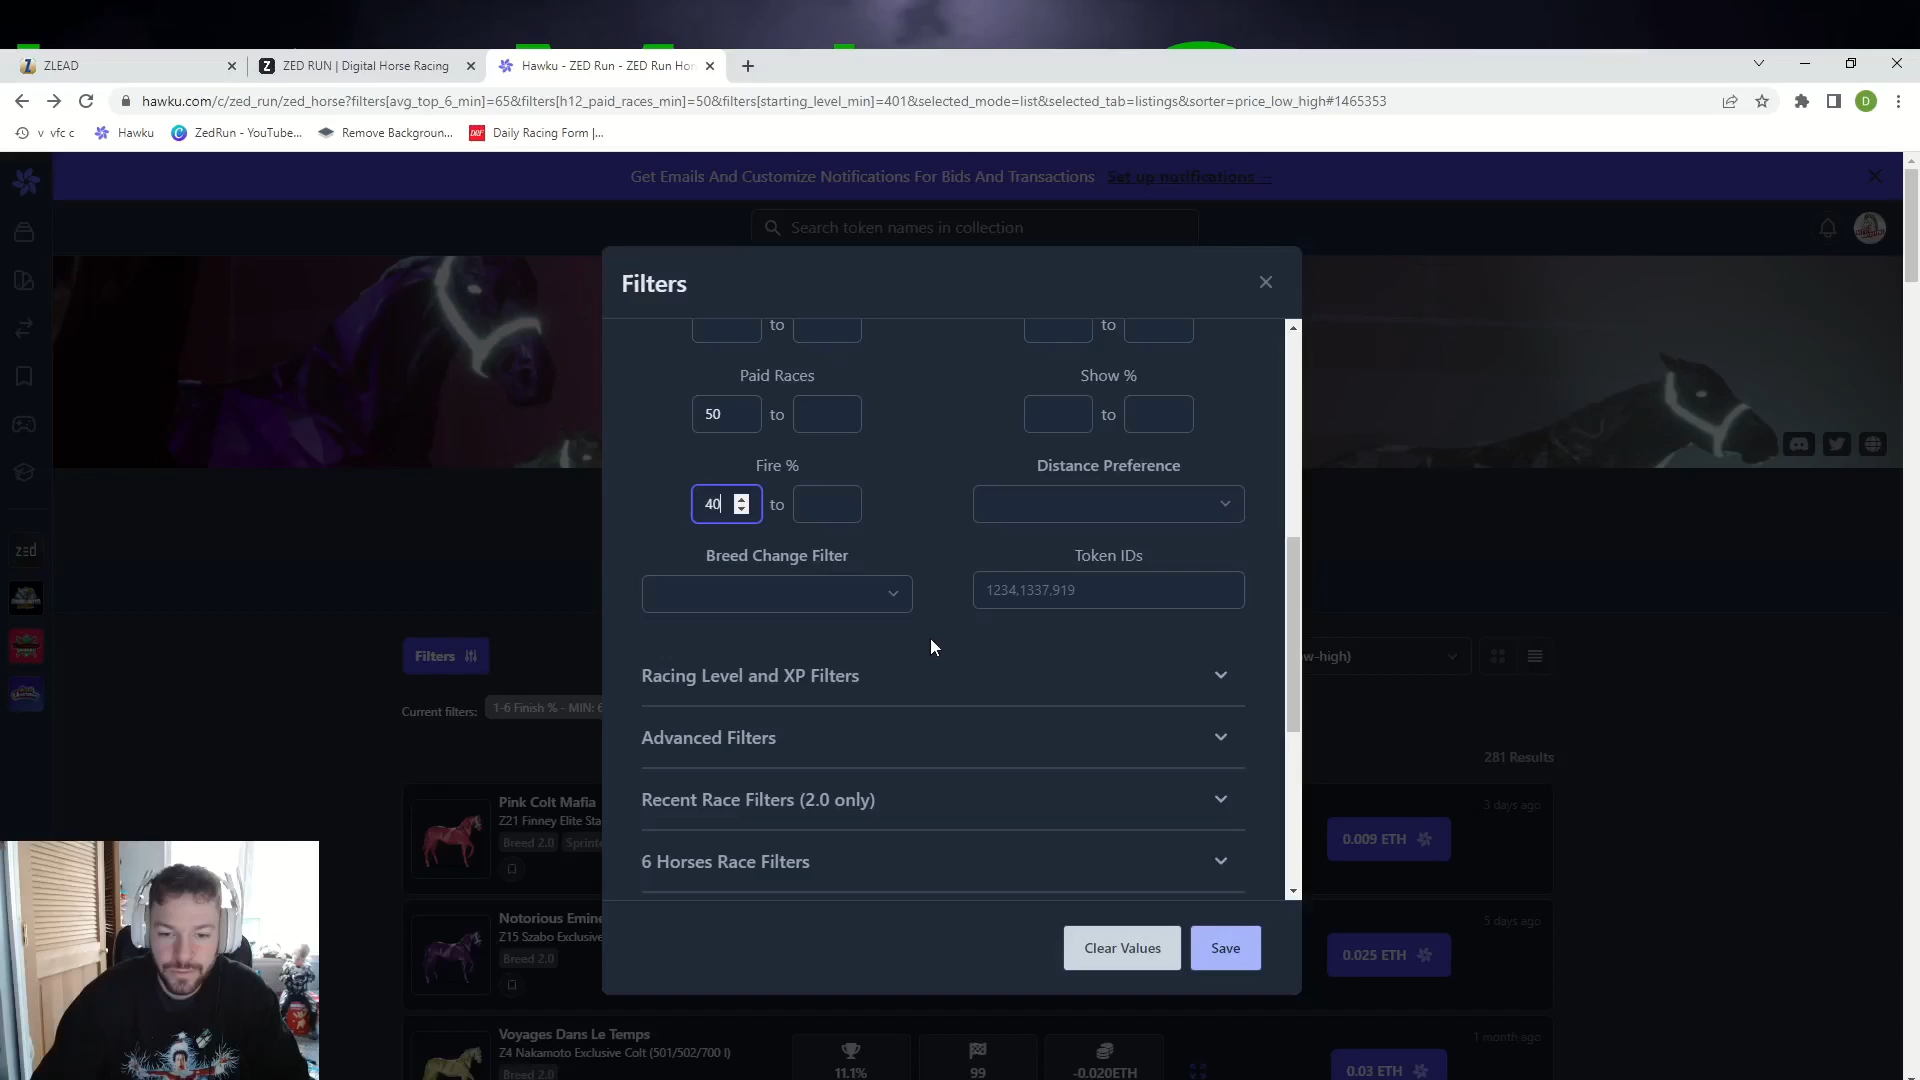 ZLEAD
ZED RUN | Digital Horse Racing
Hawku - ZED Run - ZED Run Hor
hawku.com/c/zed_run/zed_horse?filters[avg_top_6_min]=65&filters[h12_paid_races_min]=50&filters[starting_level_min]=401&selected_mode=list&selected_tab=listings&sorter=price_low_high#1465353
D
v vfc c
Hawku
ZedRun - YouTube...
Remove Backgroun...
DRF
Daily Racing Form |...
Get Emails And Customize Notifications For Bids And Transactions Set up notifications
Search token names in collection
Filters
to
to
Paid Races
Show %
50 to
to
Fire %
Distance Preference
40 to
zed
Breed Change Filter
Token IDs
1234,1337,919
Filters
w-high)
Racing Level and XP Filters
Current filters: 1-6 Finish % - MIN: 6
Advanced Filters
281 Results
Recent Race Filters (2.0 only)
Pink Colt Mafia
3 days ago
Z21 Finney Elite Sta
Breed 2.0 Sprinte
0.009 ETH
6 Horses Race Filters
Notorious Emine
5 days ago
Z15 Szabo Exclusive
Breed 2.0
0.025 ETH
Clear Values
Save
Voyages Dans Le Temps
1 month ago
Z4 Nakamoto Exclusive Colt (501/502/700 l)
Breed 2.0
11.1%
99
-0.020ETH
0.03 ETH